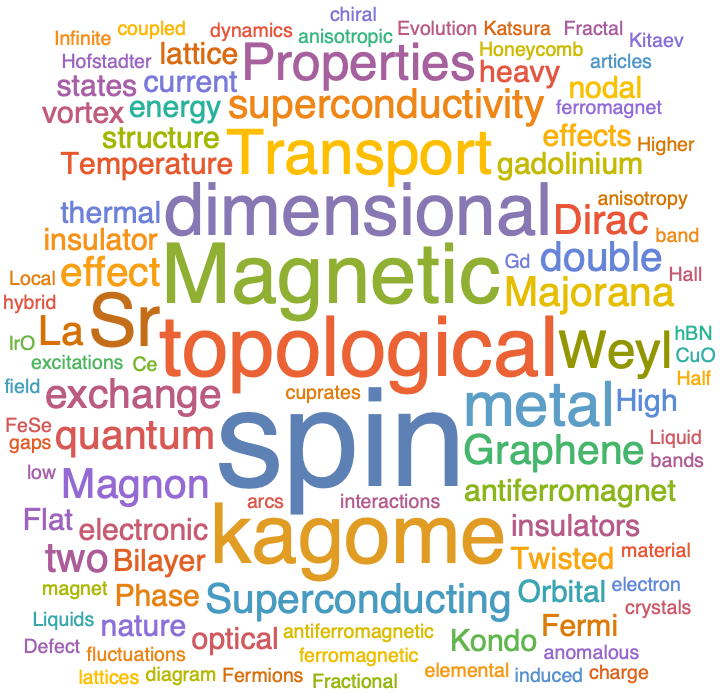 chiral
Infinite coupled dynamics Evolution Katsura Fractal
anisotropic Kitaev
Hofstadter lattice Properties Honeycomb articles
states current heavy nodal
vortex energy superconductivity ferromagnet
structure Transport effects Higher
Temperature gadolinium
thermal dimensional Dirac anisotropy
insulator band
Local effect Magnetic Gd double Hall
hybrid Majorana
IrO La Sr topological Weyl hBN
excitations Ce CuO
field exchange cuprates metal High Half
FeSe quantum spin Graphene Liquid
gaps bands
low Magnon arcs interactions antiferromagnet
Flat electronic kagome insulators
two Bilayer Twisted material
magnet Phase Superconducting Orbital electron
crystals
Liquids nature optical antiferromagnetic Kondo Fermi
Defect fluctuations ferromagnetic anomalous
lattices diagram Fermions Fractional elemental induced charge